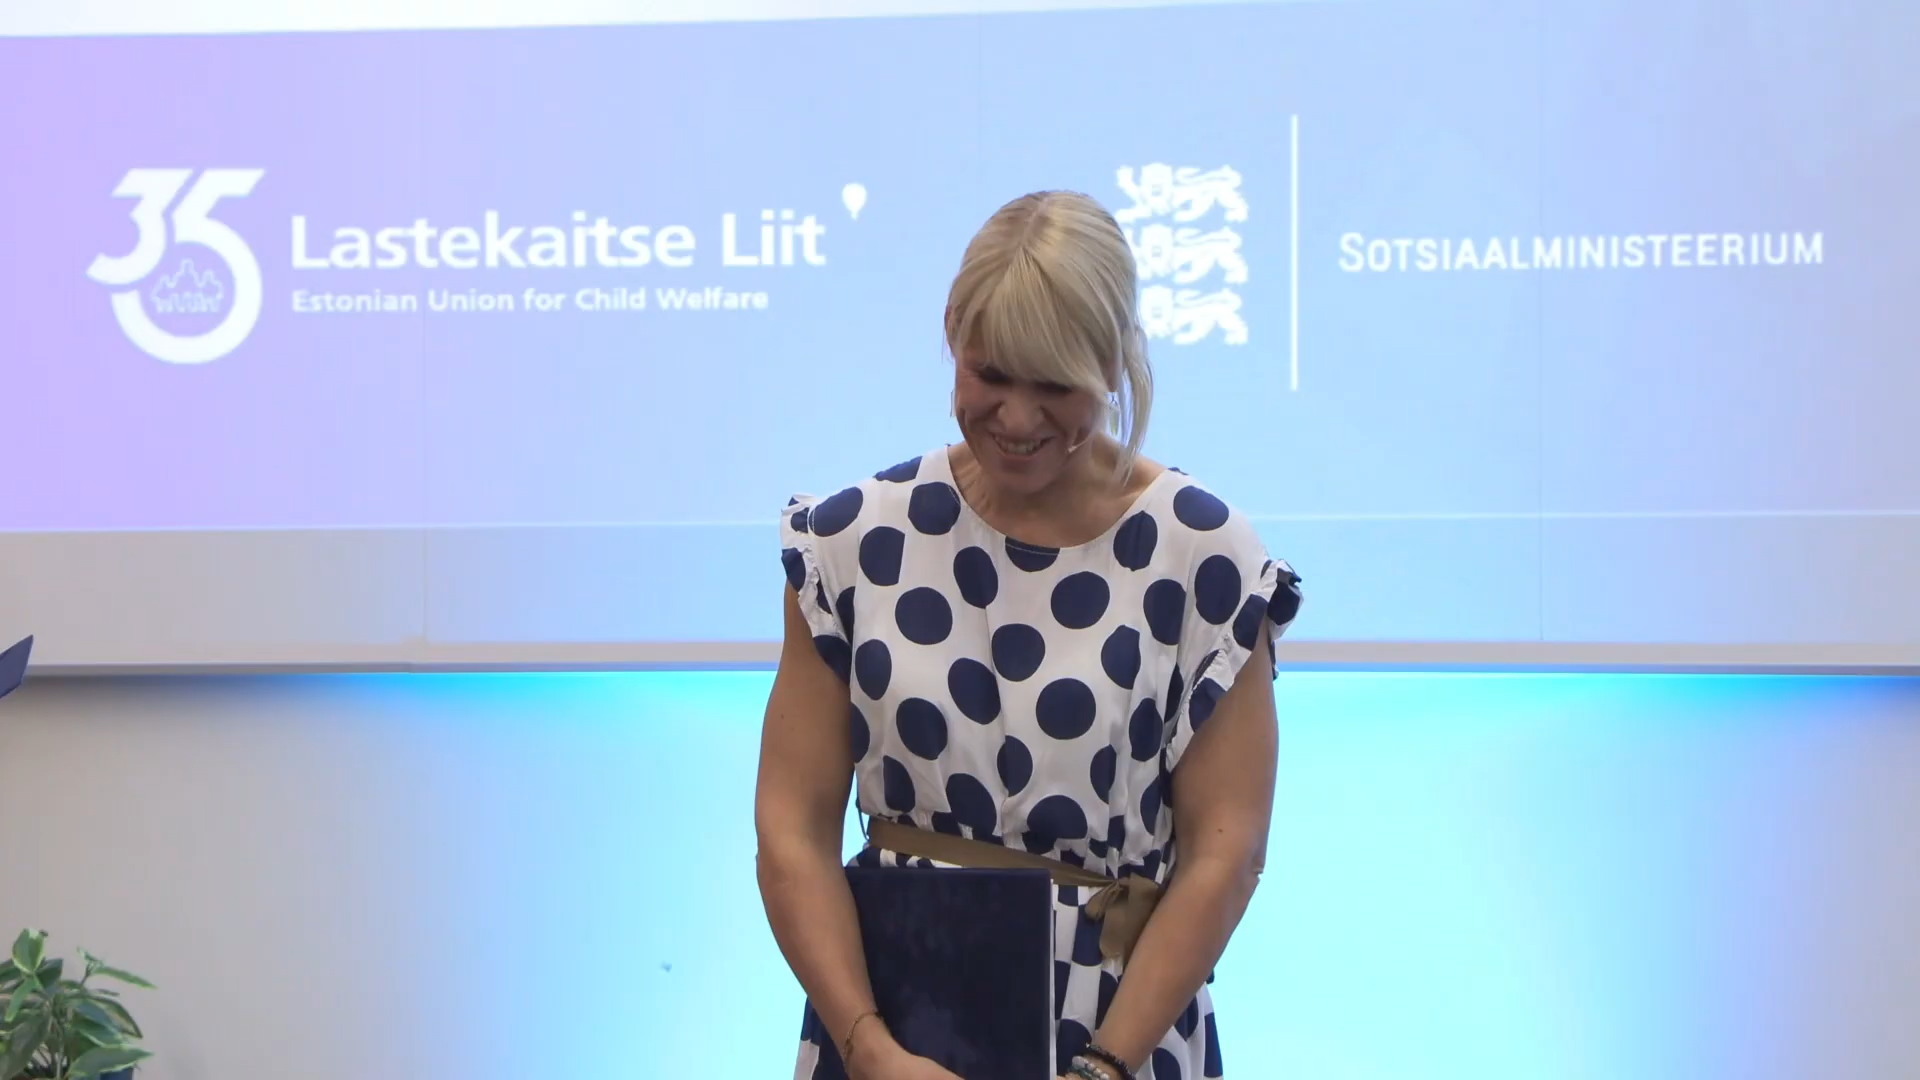 35
Lastekaitse Liit
Estonian Union for Child Welfare
SOTSIAALMINISTEERIUM